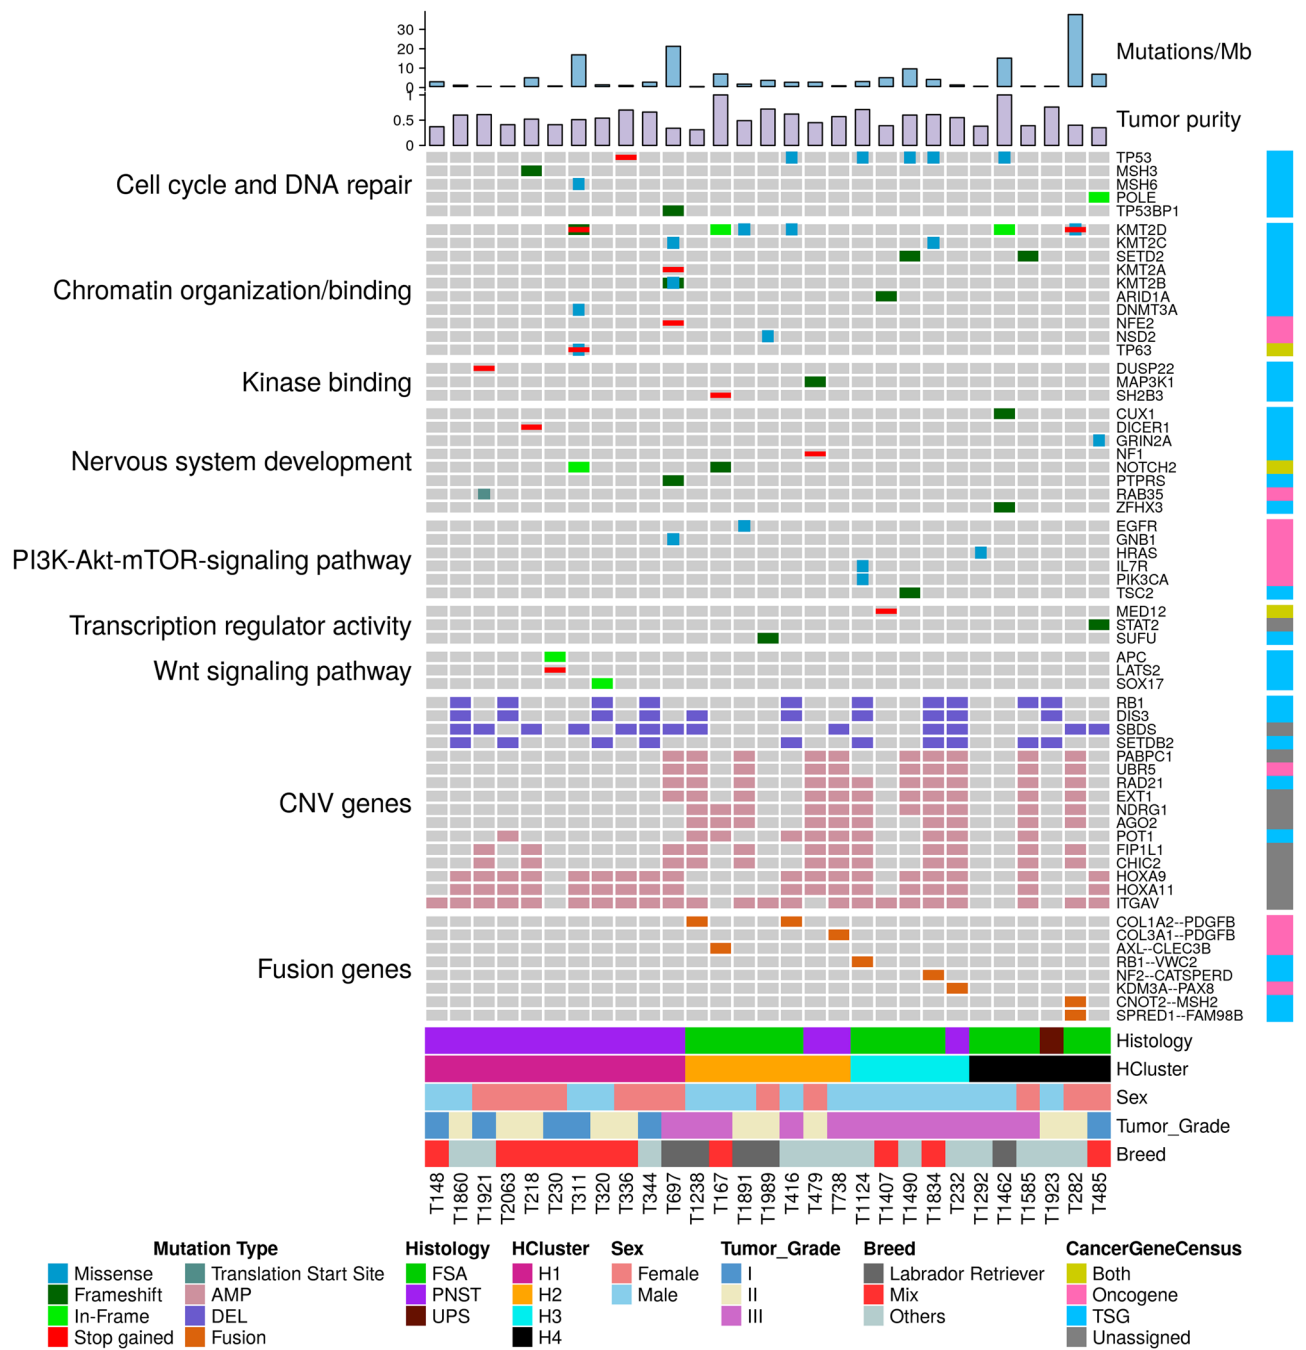 30
20
10
0
Mutations/Mb
1
0.5
0
Tumor purity
Cell cycle and DNA repair
TP53
MSH3
MSH6
POLE
TP53BP1
Chromatin organization/binding
KMT2D
KMT2C
SETD2
KMT2A
KMT2B
ARID1A
DNMT3A
NFE2
NSD2
TP63
Kinase binding
DUSP22
MAP3K1
SH2B3
Nervous system development
CUX1
DICER1
GRIN2A
NF1
NOTCH2
PTPRS
RAB35
ZFHX3
PI3K-Akt-mTOR-signaling pathway
EGFR
GNB1
HRAS
IL7R
PIK3CA
TSC2
Transcription regulator activity
MED12
STAT2
SUFU
Wnt signaling pathway
APC
LATS2
SOX17
CNV genes
RB1
DIS3
SBDS
SETDB2
PABPC1
UBR5
RAD21
EXT1
NDRG1
AGO2
POT1
FIP1L1
CHIC2
HOXA9
HOXA11
ITGAV
Fusion genes
COL1A2--PDGFB
COL3A1--PDGFB
AXL--CLEC3B
RB1--VWC2
NF2--CATSPERD
KDM3A--PAX8
CNOT2--MSH2
SPRED1--FAM98B
Histology
HCluster
Sex
Tumor_Grade
Breed
T148 T1860 T1921 T2063 T218 T230 T311 T320 T336 T344 T697 T1238 T167 T1891 T1989 T416 T479 T738 T1124 T1407 T1490 T1834 T232 T1292 T1462 T1585 T1923 T282 T485
Mutation Type
Missense
Frameshift
In-Frame
Stop gained
Translation Start Site
AMP
DEL
Fusion
Histology
FSA
PNST
UPS
HCluster
H1
H2
H3
H4
Sex
Female
Male
Tumor_Grade
I
II
III
Breed
Labrador Retriever
Mix
Others
CancerGeneCensus
Both
Oncogene
TSG
Unassigned